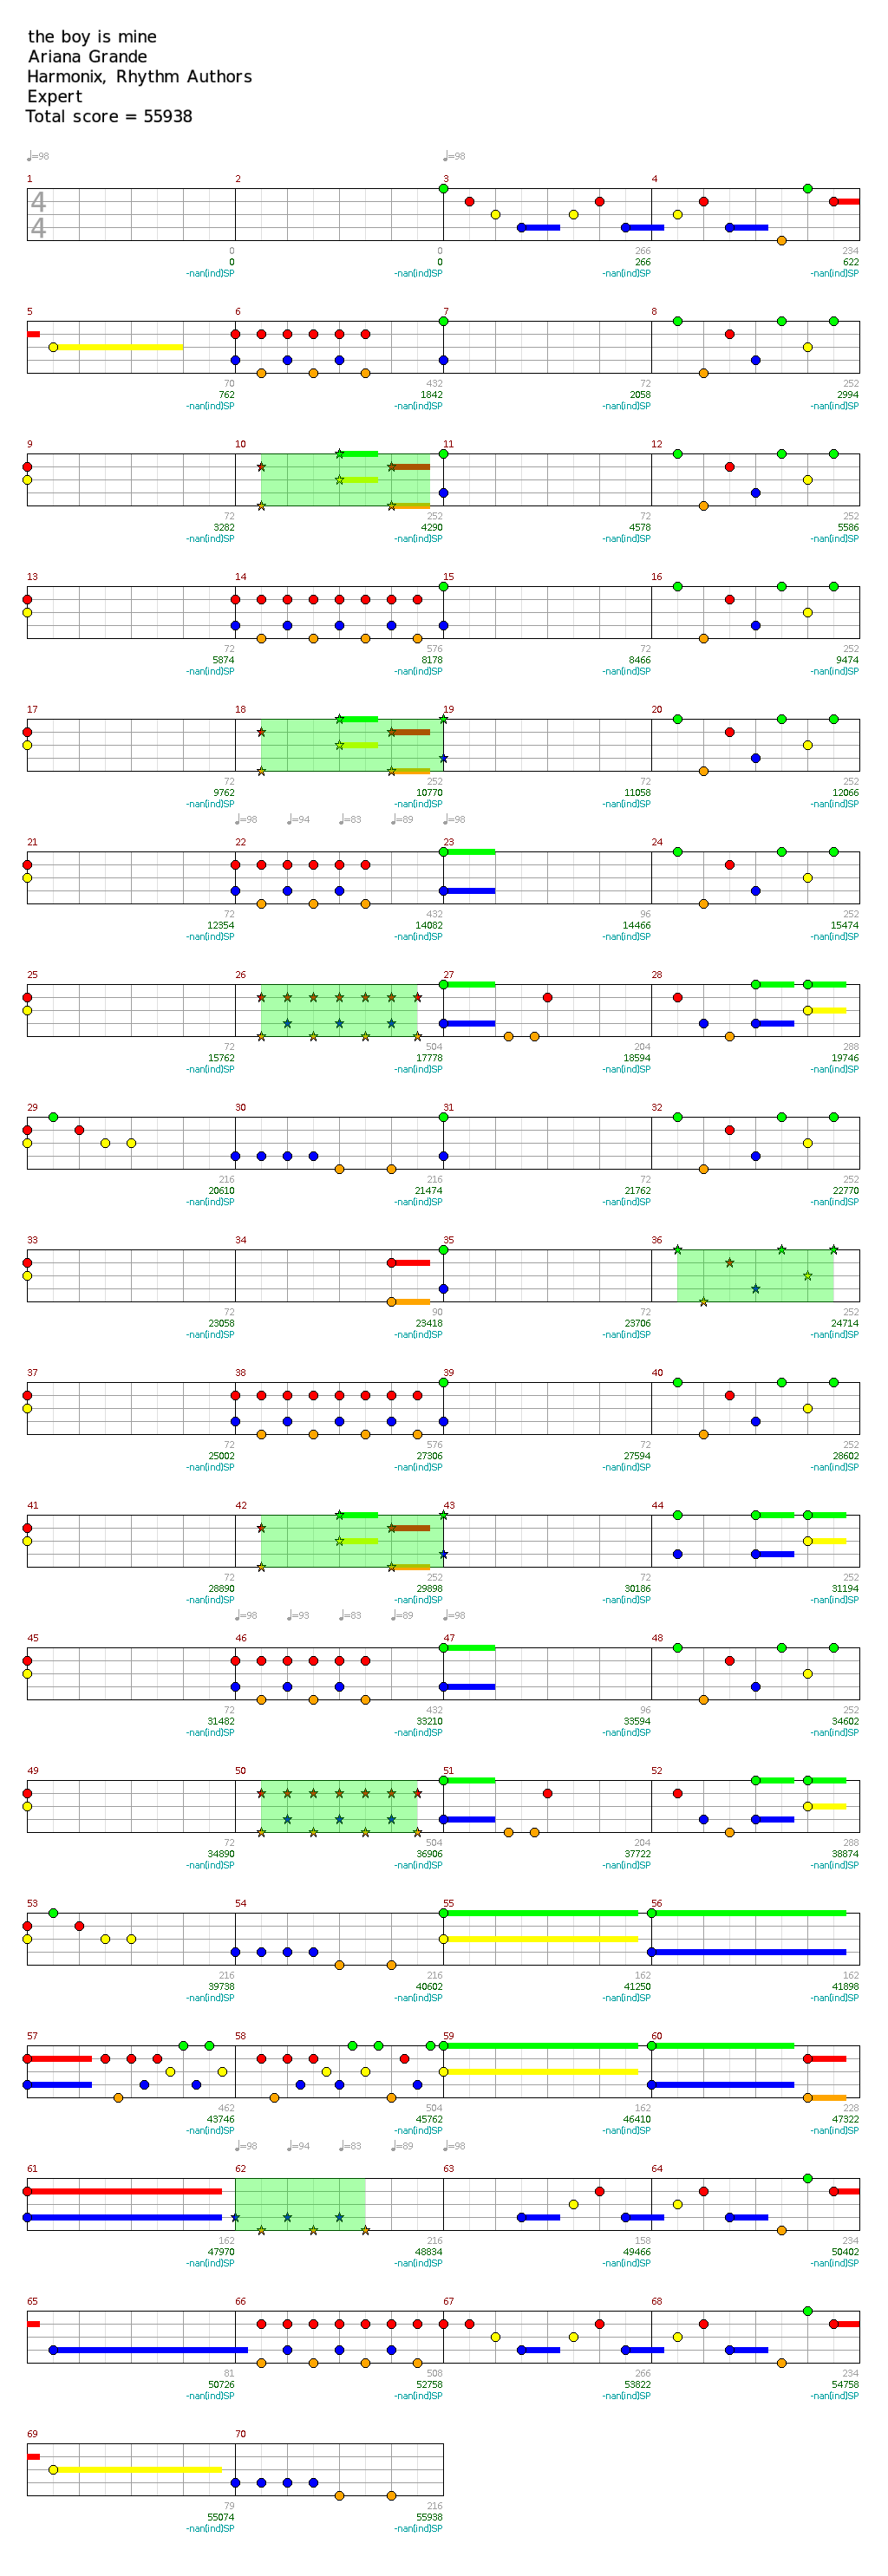 the boy is mine
Ariana Grande
Harmonix, Rhythm Authors
Expert
Total score = 55938
♩=98 ♩=98
1 2 3 4
4
4
0 0 266 234
0 0 266 622
-nan(ind)SP -nan(ind)SP -nan(ind)SP -nan(ind)SP
5 6 7 8
70 432 72 252
762 1842 2058 2994
-nan(ind)SP -nan(ind)SP -nan(ind)SP -nan(ind)SP
9 10 11 12
72 252 72 252
3282 4290 4578 5586
-nan(ind)SP -nan(ind)SP -nan(ind)SP -nan(ind)SP
13 14 15 16
72 576 72 252
5874 8178 8466 9474
-nan(ind)SP -nan(ind)SP -nan(ind)SP -nan(ind)SP
17 18 19 20
72 252 72 252
9762 10770 11058 12066
-nan(ind)SP -nan(ind)SP -nan(ind)SP -nan(ind)SP
♩=98 ♩=94 ♩=83 ♩=89 ♩=98
21 22 23 24
72 432 96 252
12354 14082 14466 15474
-nan(ind)SP -nan(ind)SP -nan(ind)SP -nan(ind)SP
25 26 27 28
72 504 204 288
15762 17778 18594 19746
-nan(ind)SP -nan(ind)SP -nan(ind)SP -nan(ind)SP
29 30 31 32
216 216 72 252
20610 21474 21762 22770
-nan(ind)SP -nan(ind)SP -nan(ind)SP -nan(ind)SP
33 34 35 36
72 90 72 252
23058 23418 23706 24714
-nan(ind)SP -nan(ind)SP -nan(ind)SP -nan(ind)SP
37 38 39 40
72 576 72 252
25002 27306 27594 28602
-nan(ind)SP -nan(ind)SP -nan(ind)SP -nan(ind)SP
41 42 43 44
72 252 72 252
28890 29898 30186 31194
-nan(ind)SP -nan(ind)SP -nan(ind)SP -nan(ind)SP
♩=98 ♩=93 ♩=83 ♩=89 ♩=98
45 46 47 48
72 432 96 252
31482 33210 33594 34602
-nan(ind)SP -nan(ind)SP -nan(ind)SP -nan(ind)SP
49 50 51 52
72 504 204 288
34890 36906 37722 38874
-nan(ind)SP -nan(ind)SP -nan(ind)SP -nan(ind)SP
53 54 55 56
216 216 162 162
39738 40602 41250 41898
-nan(ind)SP -nan(ind)SP -nan(ind)SP -nan(ind)SP
57 58 59 60
462 504 162 228
43746 45762 46410 47322
-nan(ind)SP -nan(ind)SP -nan(ind)SP -nan(ind)SP
♩=98 ♩=94 ♩=83 ♩=89 ♩=98
61 62 63 64
162 216 158 234
47970 48834 49466 50402
-nan(ind)SP -nan(ind)SP -nan(ind)SP -nan(ind)SP
65 66 67 68
81 508 266 234
50726 52758 53822 54758
-nan(ind)SP -nan(ind)SP -nan(ind)SP -nan(ind)SP
69 70
79 216
55074 55938
-nan(ind)SP -nan(ind)SP